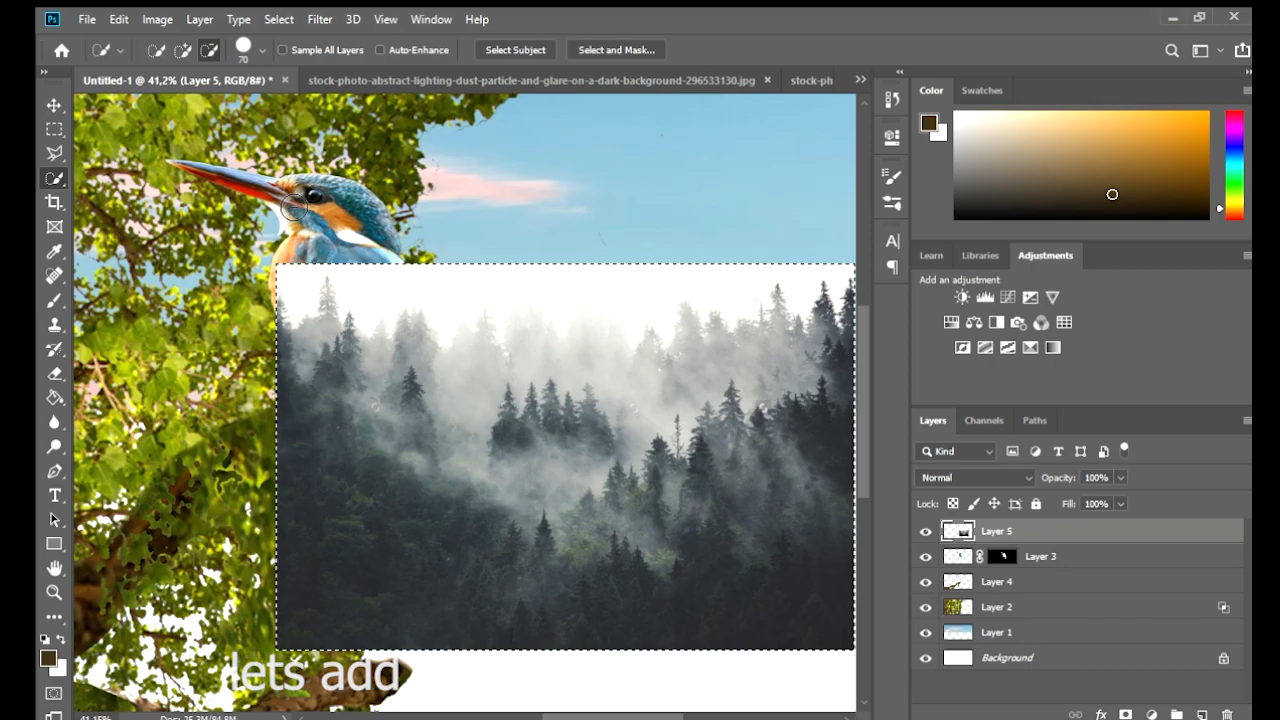 Ps File Edit Image Layer Type Select Filter 3D View Window Help
70 Sample All Layers Auto-Enhance Select Subject Select and Mask...
Untitled-1 @ 41,2% (Layer 5, RGB/8#) * × stock-photo-abstract-lighting-dust-particle-and-glare-on-a-dark-background-296533130.jpg × stock-ph
Color Swatches
Learn Libraries Adjustments
Add an adjustment
Layers Channels Paths
Kind
Normal Opacity: 100%
Lock: Fill: 100%
Layer 5
Layer 3
Layer 4
Layer 2
Layer 1
Background
lets add
41,15% Doc: 25,3M/84,8M